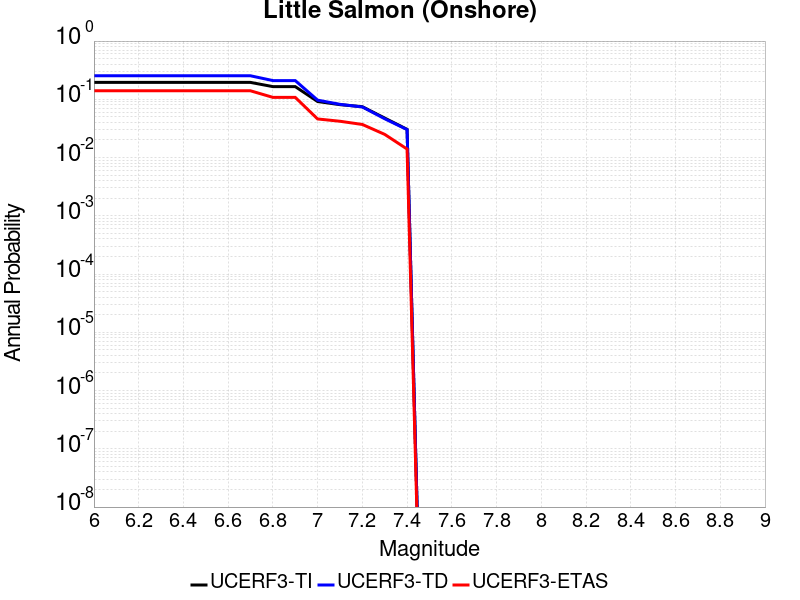 Little Salmon (Onshore)
10^0
10^-1
10^-2
10^-3
10^-4
10^-5
10^-6
10^-7
10^-8
Annual Probability
6 6.2 6.4 6.6 6.8 7 7.2 7.4 7.6 7.8 8 8.2 8.4 8.6 8.8 9
Magnitude
UCERF3-TI UCERF3-TD UCERF3-ETAS